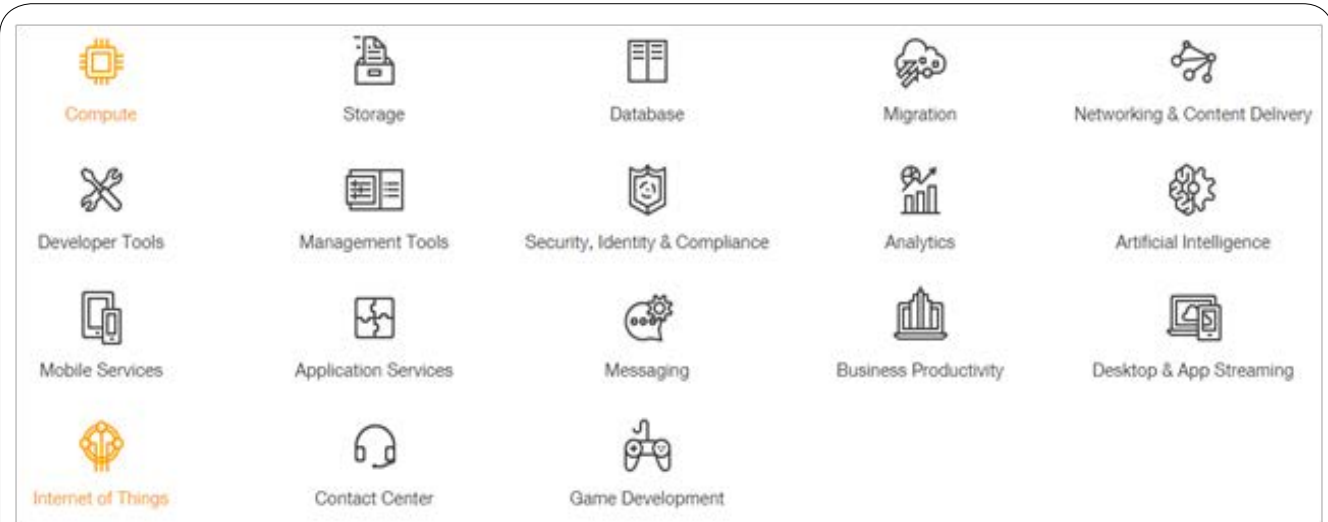 Compute
Storage
Database
Migration
Networking & Content Delivery
Developer Tools
Management Tools
Security, Identity & Compliance
Analytics
Artificial Intelligence
Mobile Services
Application Services
Messaging
Business Productivity
Desktop & App Streaming
Internet of Things
Contact Center
Game Development